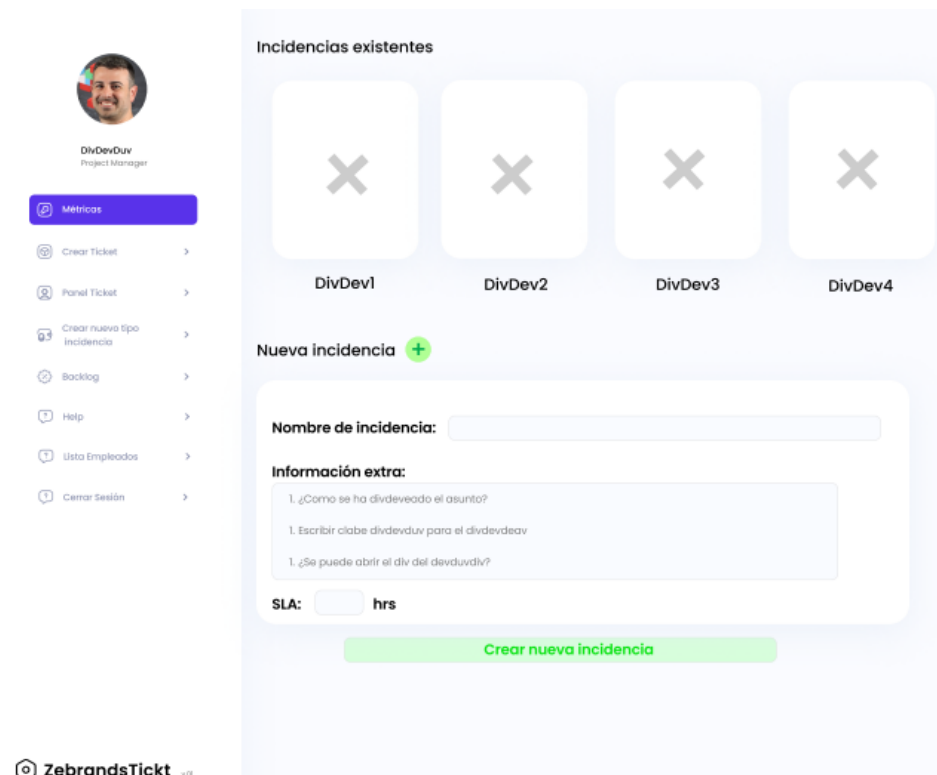 DivDevDuv
Project Manager
Métricas
Crear Ticket
Panel Ticket
Crear nuevo tipo
incidencia
Backlog
Help
Lista Empleados
Cerrar Sesión
ZebrandsTickt
Incidencias existentes
DivDev1
DivDev2
DivDev3
DivDev4
Nueva incidencia
Nombre de incidencia:
Información extra:
1. ¿Como se ha divdeveado el asunto?
1. Escribir clabe divdevduv para el divdevdeav
1. ¿Se puede abrir el div del devduvdiv?
SLA: hrs
Crear nueva incidencia